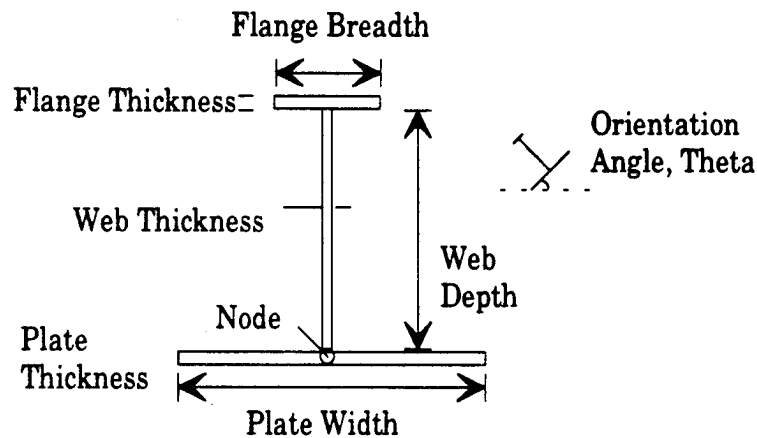 Flange Breadth
Flange Thickness
Orientation
Angle, Theta
Web Thickness
Web
Depth
Node
Plate
Thickness
Plate Width